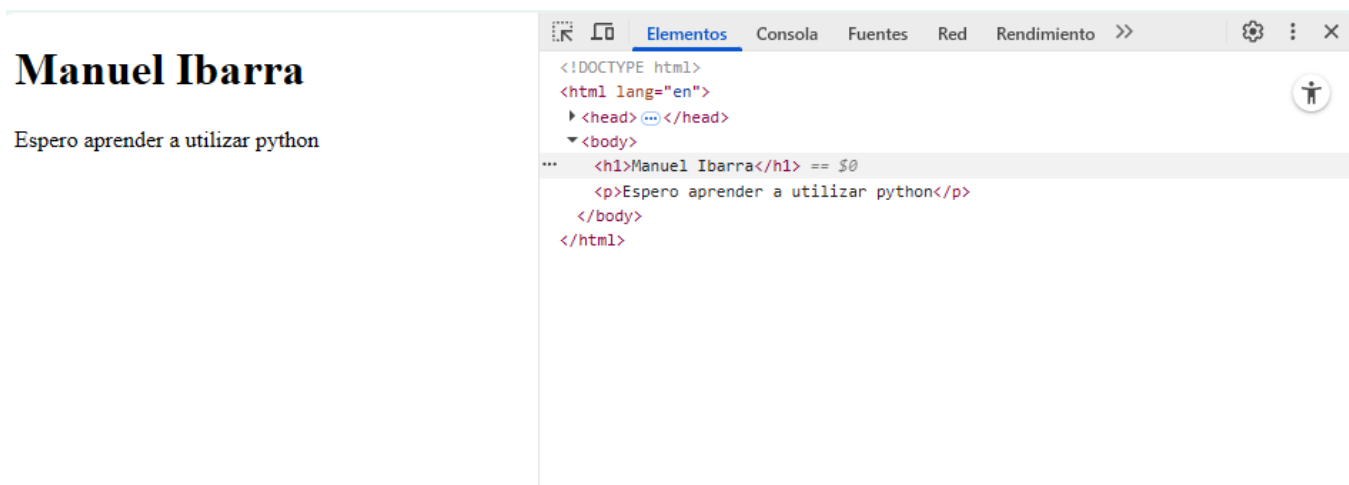 Manuel Ibarra
Espero aprender a utilizar python
Elementos Consola Fuentes Red Rendimiento
<!DOCTYPE html>
<html lang="en">
<head> ··· </head>
<body>
<h1>Manuel Ibarra</h1> == $0
<p>Espero aprender a utilizar python</p>
</body>
</html>